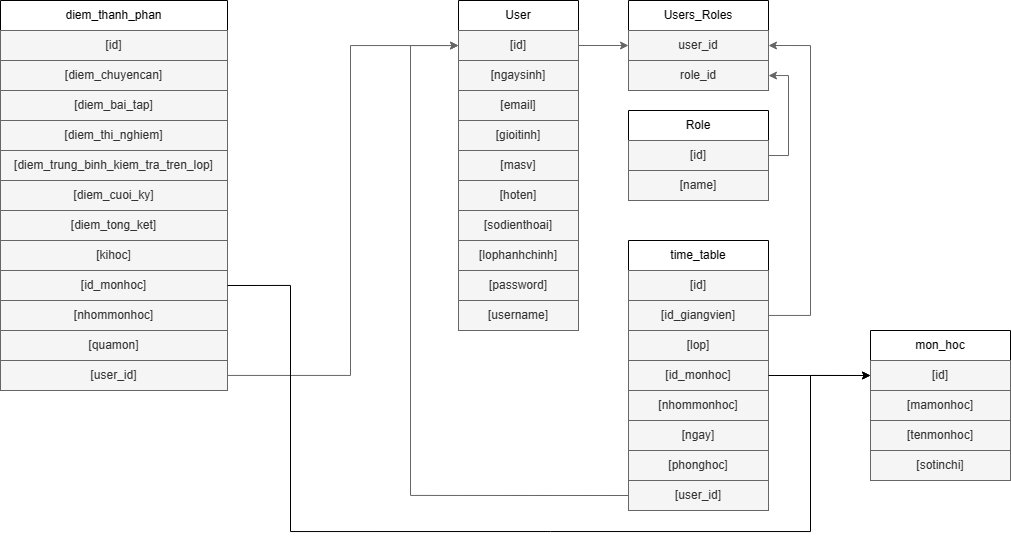 diem_thanh_phan
[id]
[diem_chuyencan]
[diem_bai_tap]
[diem_thi_nghiem]
[diem_trung_binh_kiem_tra_tren_lop]
[diem_cuoi_ky]
[diem_tong_ket]
[kihoc]
[id_monhoc]
[nhommonhoc]
[quamon]
[user_id]
User
[id]
[ngaysinh]
[email]
[gioitinh]
[masv]
[hoten]
[sodienthoai]
[lophanhchinh]
[password]
[username]
Users_Roles
user_id
role_id
Role
[id]
[name]
time_table
[id]
[id_giangvien]
[lop]
[id_monhoc]
[nhommonhoc]
[ngay]
[phonghoc]
[user_id]
mon_hoc
[id]
[mamonhoc]
[tenmonhoc]
[sotinchi]